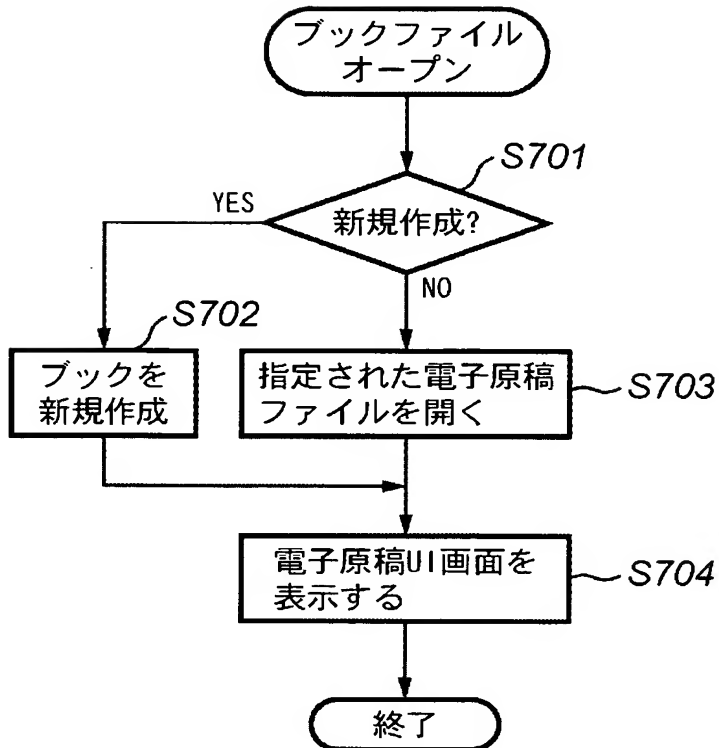 ブックファイル
オープン
S701
YES
新規作成?
NO
S702
ブックを
新規作成
指定された電子原稿
ファイルを開く
S703
電子原稿UI画面を
表示する
S704
終了